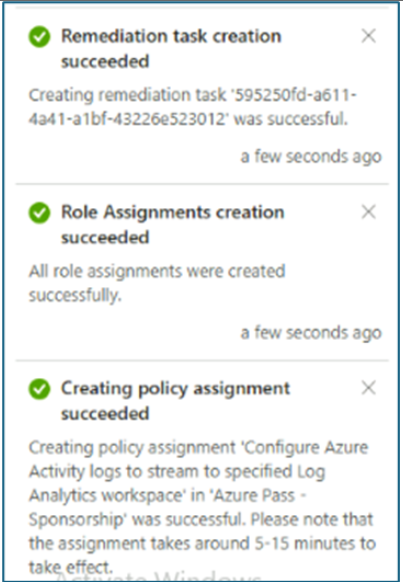 Remediation task creation
succeeded
Creating remediation task '595250fd-a611-
4a41-a1bf-43226e523012' was successful.
a few seconds ago
Role Assignments creation
succeeded
All role assignments were created
successfully.
a few seconds ago
Creating policy assignment
succeeded
Creating policy assignment 'Configure Azure
Activity logs to stream to specified Log
Analytics workspace' in 'Azure Pass -
Sponsorship' was successful. Please note that
the assignment takes around 5-15 minutes to
take effect.
Activate Windows